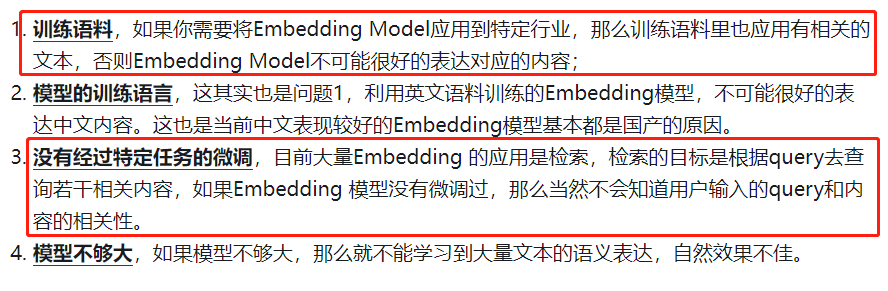 1. 训练语料，如果你需要将Embedding Model应用到特定行业，那么训练语料里也应用有相关的
文本，否则Embedding Model不可能很好的表达对应的内容；
2. 模型的训练语言，这其实也是问题1，利用英文语料训练的Embedding模型，不可能很好的表
达中文内容。这也是当前中文表现较好的Embedding模型基本都是国产的原因。
3. 没有经过特定任务的微调，目前大量Embedding 的应用是检索，检索的目标是根据query去查
询若干相关内容，如果Embedding 模型没有微调过，那么当然不会知道用户输入的query和内
容的相关性。
4. 模型不够大，如果模型不够大，那么就不能学习到大量文本的语义表达，自然效果不佳。